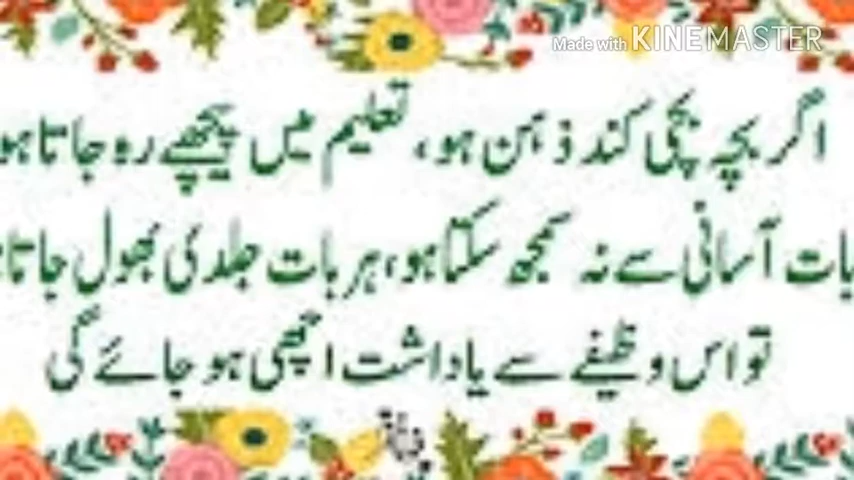 Made with KINEMASTER
اگر بچہ بچی کند ذہن ہو، تعلیم میں پیچھے رہ جاتا ہو
بات آسانی سے نہ سمجھ سکتا ہو، ہر بات جلدی بھول جاتا
تو اس وظیفے سے یاداشت اچھی ہو جائے گی